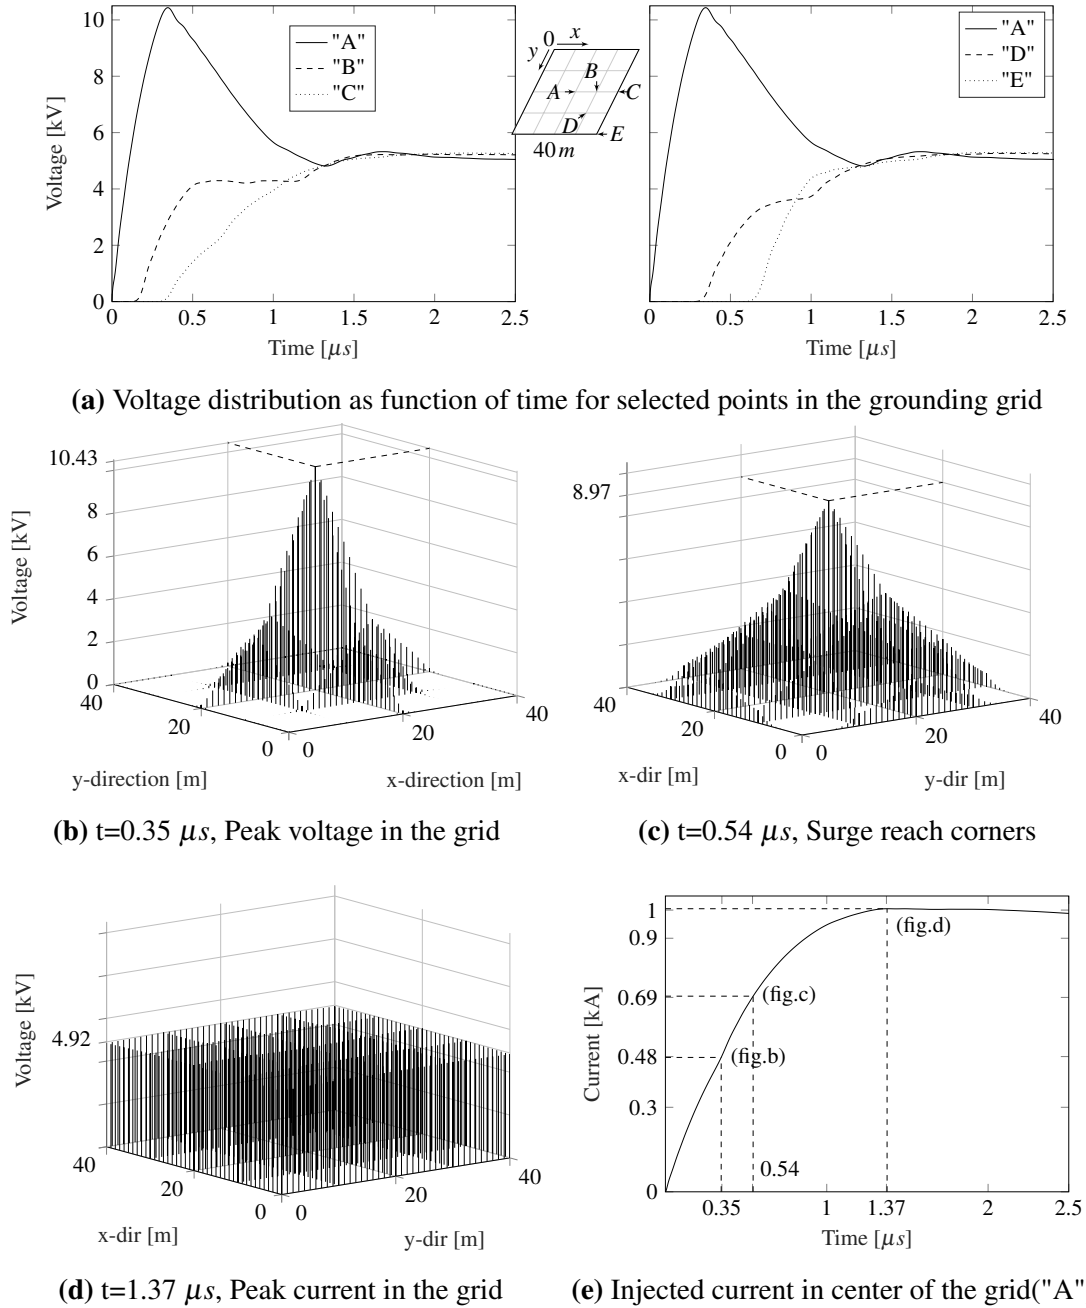 10
8
6
4
2
0
Voltage [kV]
"A"
"B"
"C"
0 0.5 1 1.5 2 2.5
Time [μs]
0 x
y
A B C
D E
40m
"A"
"D"
"E"
0 0.5 1 1.5 2 2.5
Time [μs]
(a) Voltage distribution as function of time for selected points in the grounding grid
10.43
8
6
4
2
0
Voltage [kV]
40 20 0
0 20 40
y-direction [m] x-direction [m]
(b) t=0.35 μs, Peak voltage in the grid
8.97
40 20 0
0 20 40
x-dir [m] y-dir [m]
(c) t=0.54 μs, Surge reach corners
Voltage [kV]
4.92
40 20 0
0 20 40
x-dir [m] y-dir [m]
(d) t=1.37 μs, Peak current in the grid
1
0.9
0.69
0.48
0.3
0
Current [kA]
(fig.d)
(fig.c)
(fig.b)
0.54
0.35 1 1.37 2 2.5
Time [μs]
(e) Injected current in center of the grid("A"